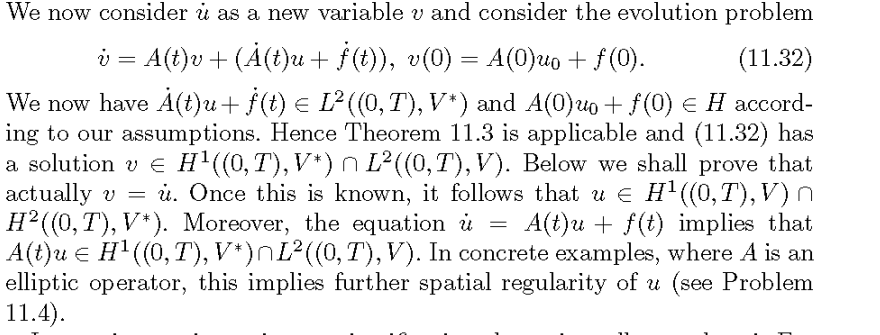 We now consider u̇ as a new variable v and consider the evolution problem
v̇ = A(t)v + (Ȧ(t)u + ḟ(t)), v(0) = A(0)u₀ + f(0). (11.32)
We now have Ȧ(t)u + ḟ(t) ∈ L²((0, T), V*) and A(0)u₀ + f(0) ∈ H accord-
ing to our assumptions. Hence Theorem 11.3 is applicable and (11.32) has
a solution v ∈ H¹((0, T), V*) ∩ L²((0, T), V). Below we shall prove that
actually v = u̇. Once this is known, it follows that u ∈ H¹((0, T), V) ∩
H²((0, T), V*). Moreover, the equation u̇ = A(t)u + f(t) implies that
A(t)u ∈ H¹((0, T), V*) ∩ L²((0, T), V). In concrete examples, where A is an
elliptic operator, this implies further spatial regularity of u (see Problem
11.4).